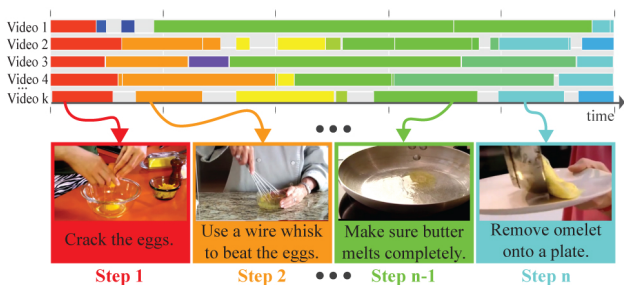 Video 1
Video 2
Video 3
Video 4
...
Video k
time
Crack the eggs.
Use a wire whisk
to beat the eggs.
Make sure butter
melts completely.
Remove omelet
onto a plate.
Step 1
Step 2
Step n-1
Step n